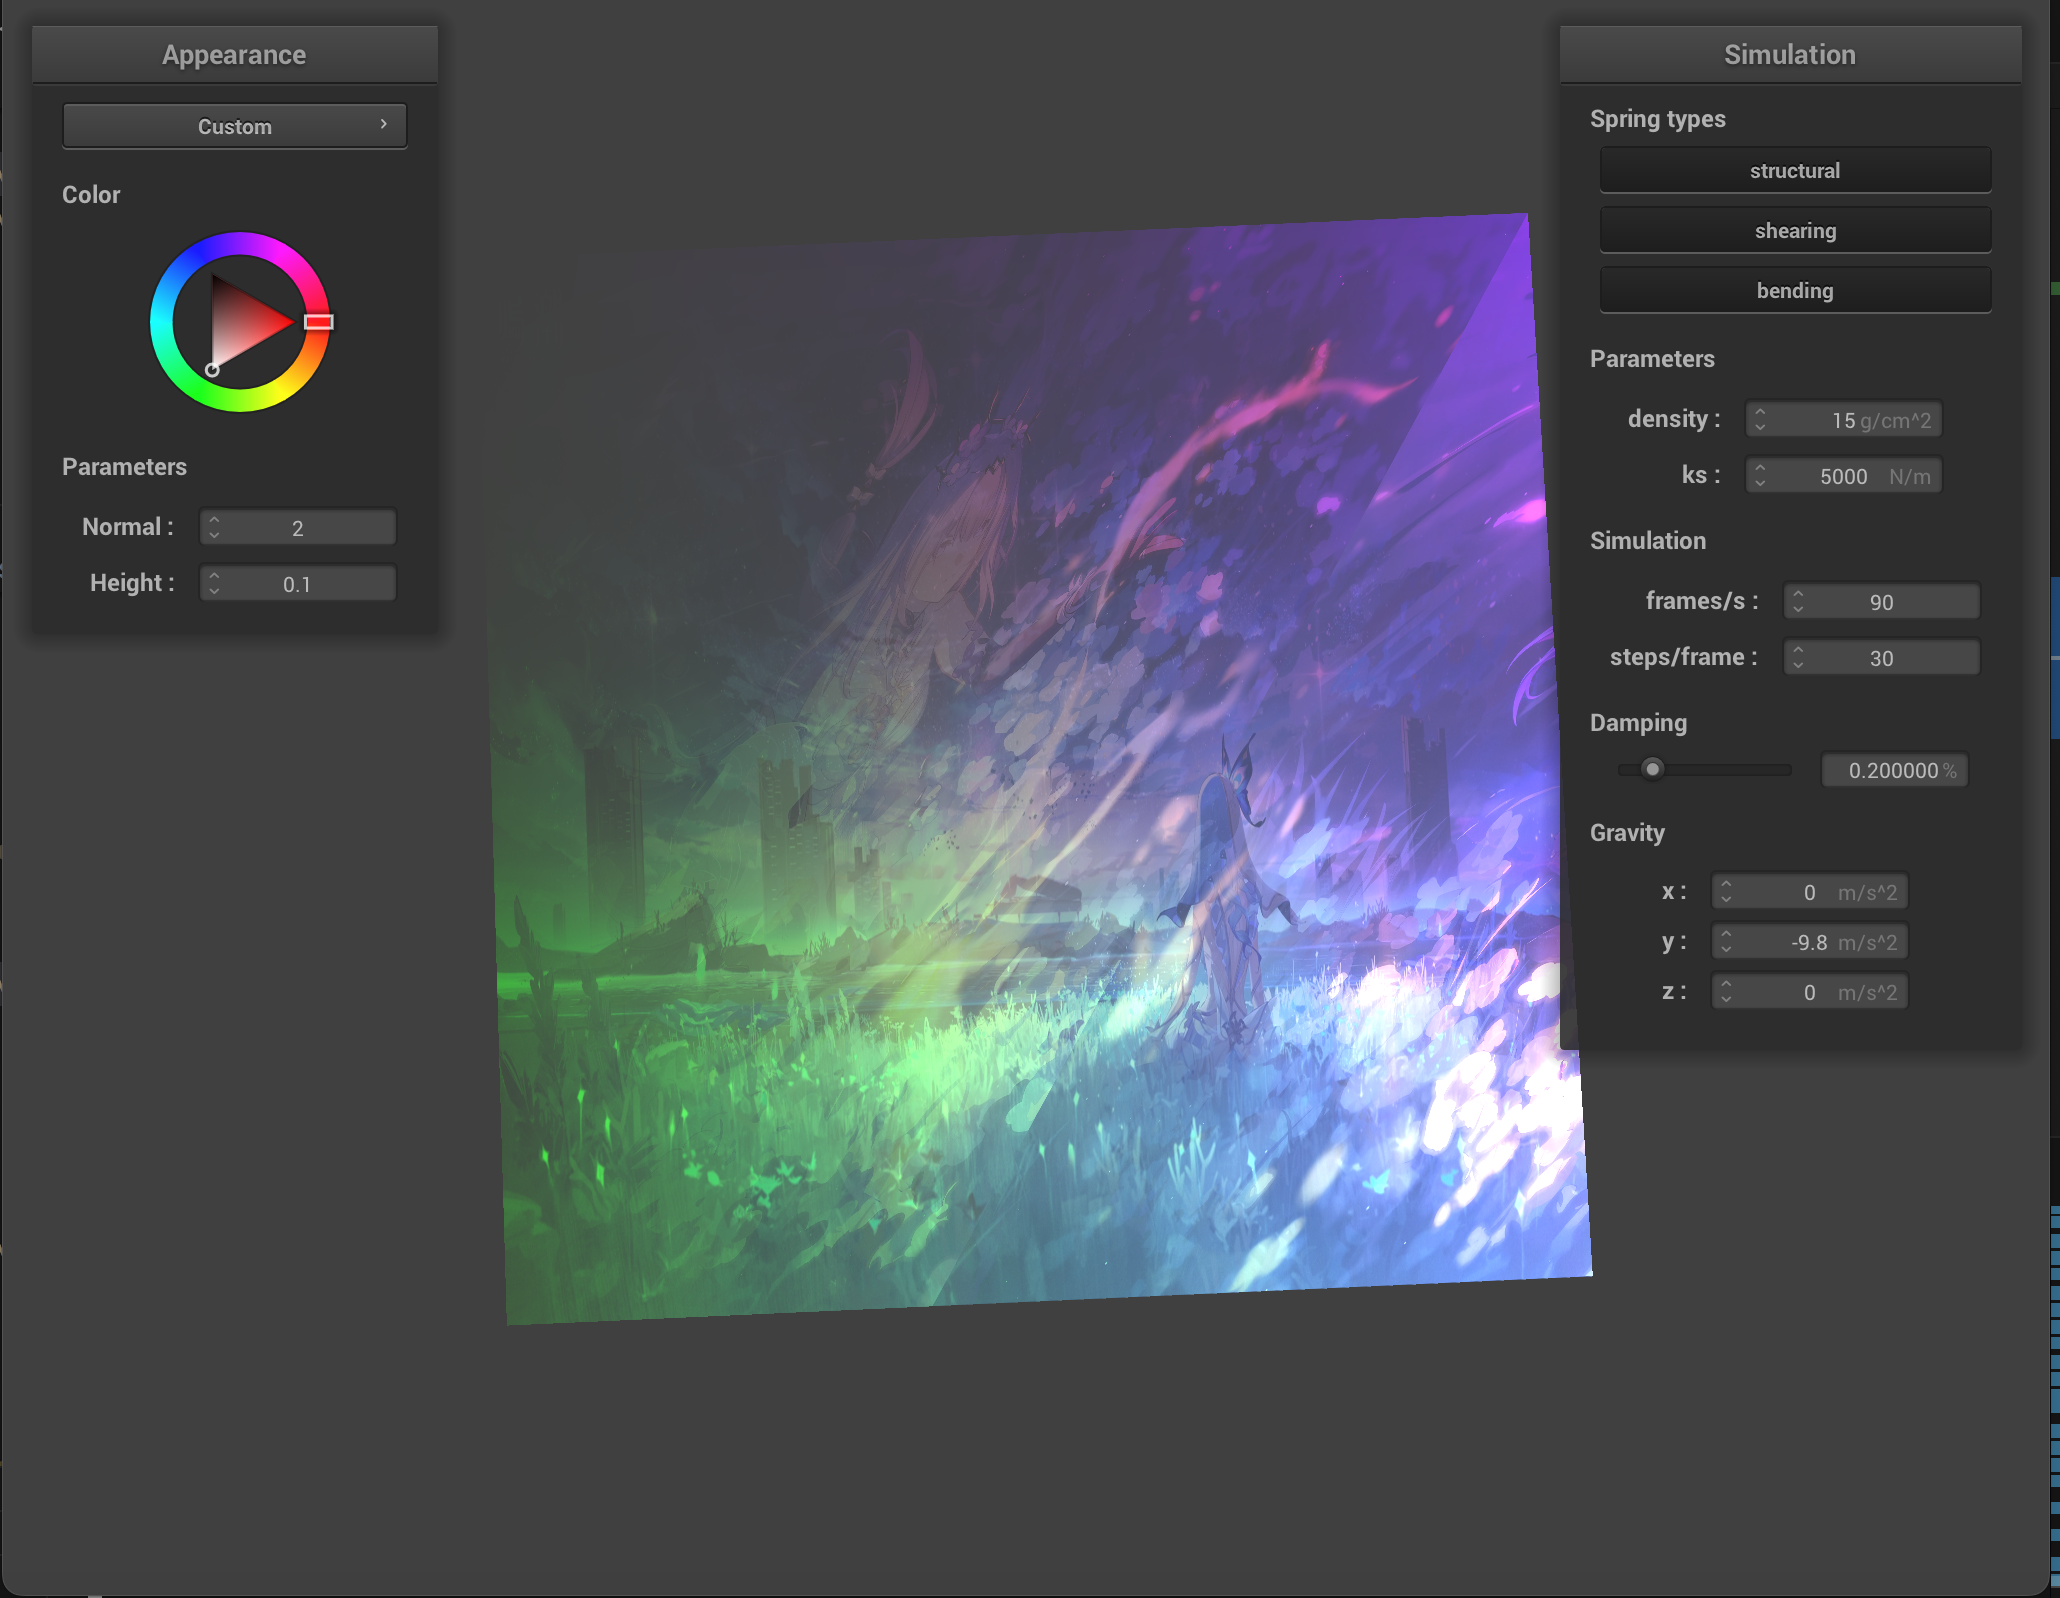 Appearance
Custom
Color
Parameters
Normal : 2
Height : 0.1
Simulation
Spring types
structural
shearing
bending
Parameters
density : 15 g/cm^2
ks : 5000 N/m
Simulation
frames/s : 90
steps/frame : 30
Damping
0.200000 %
Gravity
x : 0 m/s^2
y : -9.8 m/s^2
z : 0 m/s^2